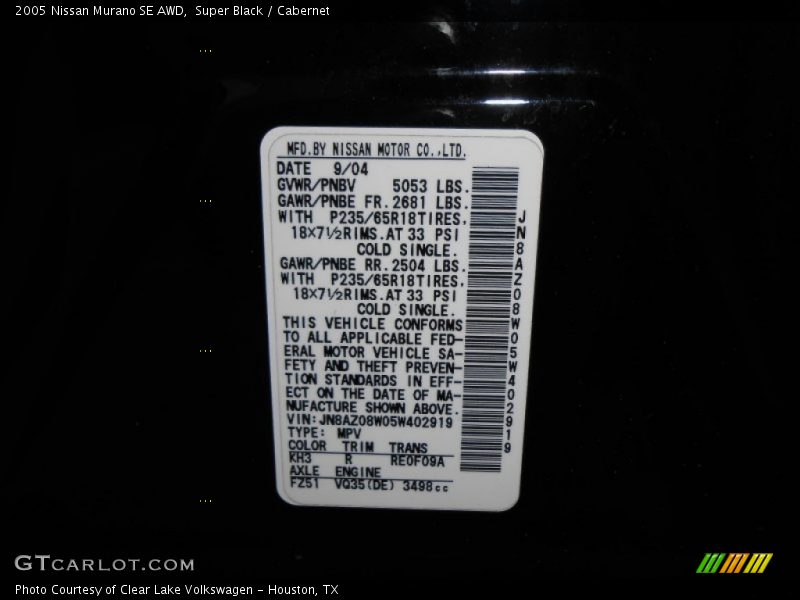 2005 Nissan Murano SE AWD,  Super Black / Cabernet
MFD.BY NISSAN MOTOR CO.,LTD.
DATE 9/04
GVWR/PNBV 5053 LBS.
GAWR/PNBE FR.2681 LBS.
WITH P235/65R18TIRES.
18×7½RIMS.AT 33 PSI
COLD SINGLE.
GAWR/PNBE RR.2504 LBS.
WITH P235/65R18TIRES.
18×7½RIMS.AT 33 PSI
COLD SINGLE.
THIS VEHICLE CONFORMS
TO ALL APPLICABLE FED-
ERAL MOTOR VEHICLE SA-
FETY AND THEFT PREVEN-
TION STANDARDS IN EFF-
ECT ON THE DATE OF MA-
NUFACTURE SHOWN ABOVE.
VIN:JN8AZ08W05W402919
TYPE: MPV
COLOR TRIM TRANS
KH3 R RE0F09A
AXLE ENGINE
FZ51 VQ35(DE) 3498cc
JN8AZ08W05W402919
GTCARLOT.COM
Photo Courtesy of Clear Lake Volkswagen - Houston, TX